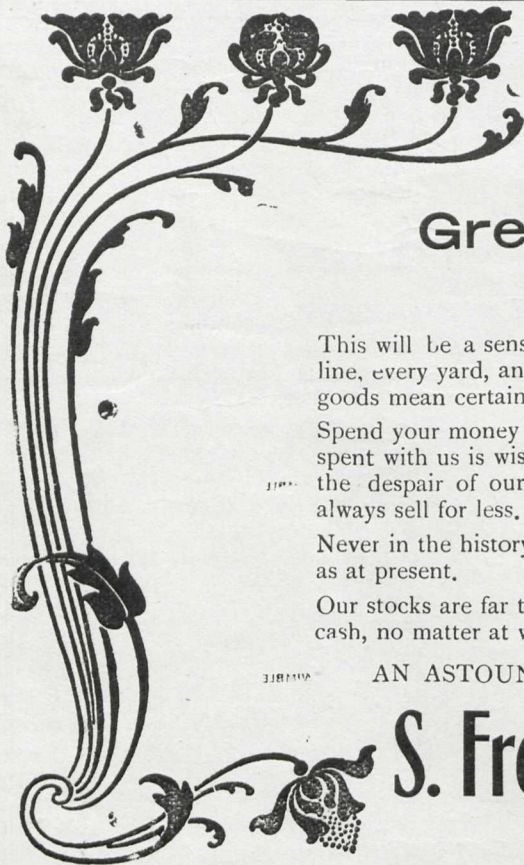 Gre
This will be a sens
line, every yard, an
goods mean certain
Spend your money
spent with us is wis
the despair of our
always sell for less.
Never in the history
as at present.
Our stocks are far t
cash, no matter at w
AN ASTOUN
S. Fre